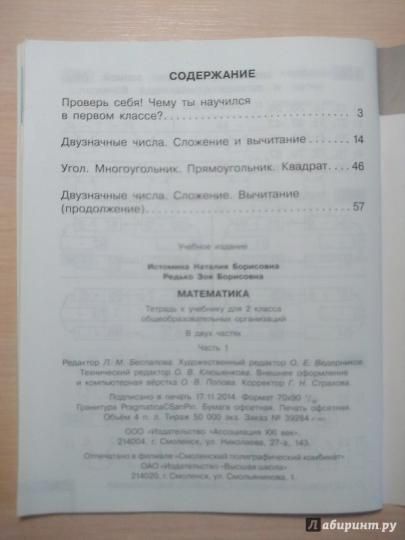 СОДЕРЖАНИЕ
Проверь себя! Чему ты научился
в первом классе?........................ 3
Двузначные числа. Сложение и вычитание ....... 14
Угол. Многоугольник. Прямоугольник. Квадрат.... 46
Двузначные числа. Сложение. Вычитание
(продолжение)........................... 57
Учебное издание
Истомина Наталия Борисовна
Редько Зоя Борисовна
МАТЕМАТИКА
Тетрадь к учебнику для 2 класса
общеобразовательных организаций
В двух частях
Часть 1
Редактор Л. М. Беспалова. Художественный редактор О. Е. Ведерников.
Технический редактор О. В. Клюшенкова. Внешнее оформление
и компьютерная вёрстка О. В. Попова. Корректор Г. Н. Страхова.
Подписано в печать 17.11.2014. Формат 70х90 1/16.
Гарнитура PragmaticaCSanPin. Бумага офсетная. Печать офсетная.
Объём 4 п. л. Тираж 50 000 экз. Заказ № 39284
ООО «Издательство «Ассоциация XXI век».
214004, г. Смоленск, ул. Николаева, 27-а, 143.
Отпечатано в филиале «Смоленский полиграфический комбинат»
ОАО «Издательство «Высшая школа»
214020, г. Смоленск, ул. Смольянинова, 1.
лабиринт.ру